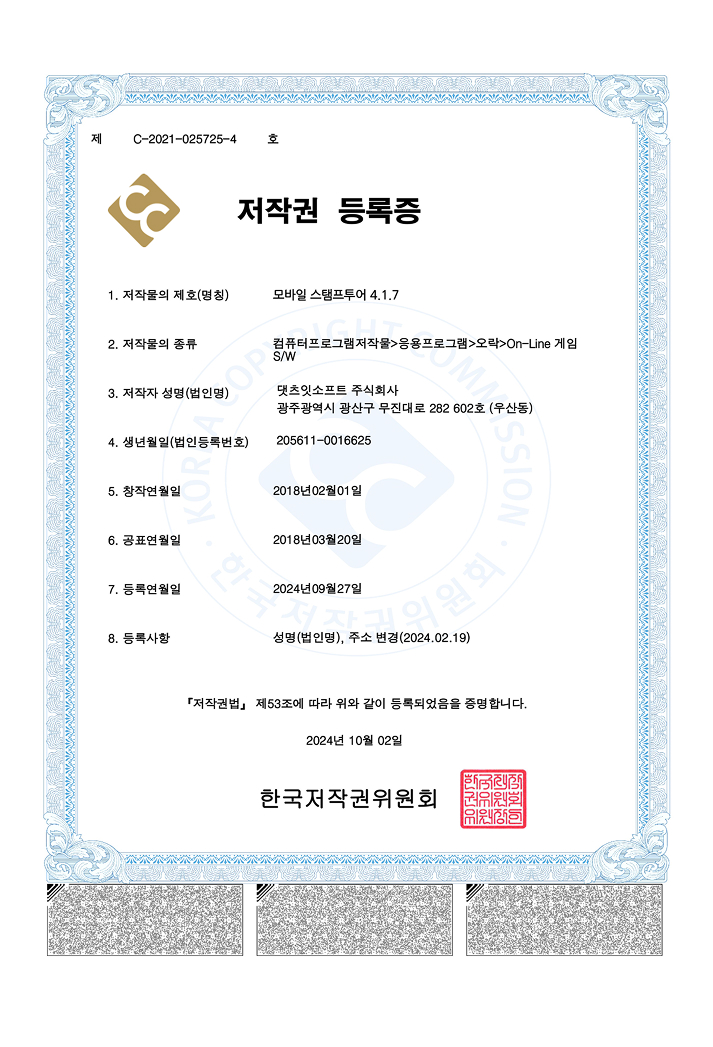 제 C-2021-025725-4 호
저작권 등록증
1. 저작물의 제호(명칭) 모바일 스탬프투어 4.1.7
2. 저작물의 종류 컴퓨터프로그램저작물>응용프로그램>오락>On-Line 게임
S/W
3. 저작자 성명(법인명) 댓츠잇소프트 주식회사
광주광역시 광산구 무진대로 282 602호 (우산동)
4. 생년월일(법인등록번호) 205611-0016625
5. 창작연월일 2018년02월01일
6. 공표연월일 2018년03월20일
7. 등록연월일 2024년09월27일
8. 등록사항 성명(법인명), 주소 변경(2024.02.19)
『저작권법』 제53조에 따라 위와 같이 등록되었음을 증명합니다.
2024년 10월 02일
한국저작권위원회
KOREA COPYRIGHT COMMISSION
한국저작권위원회